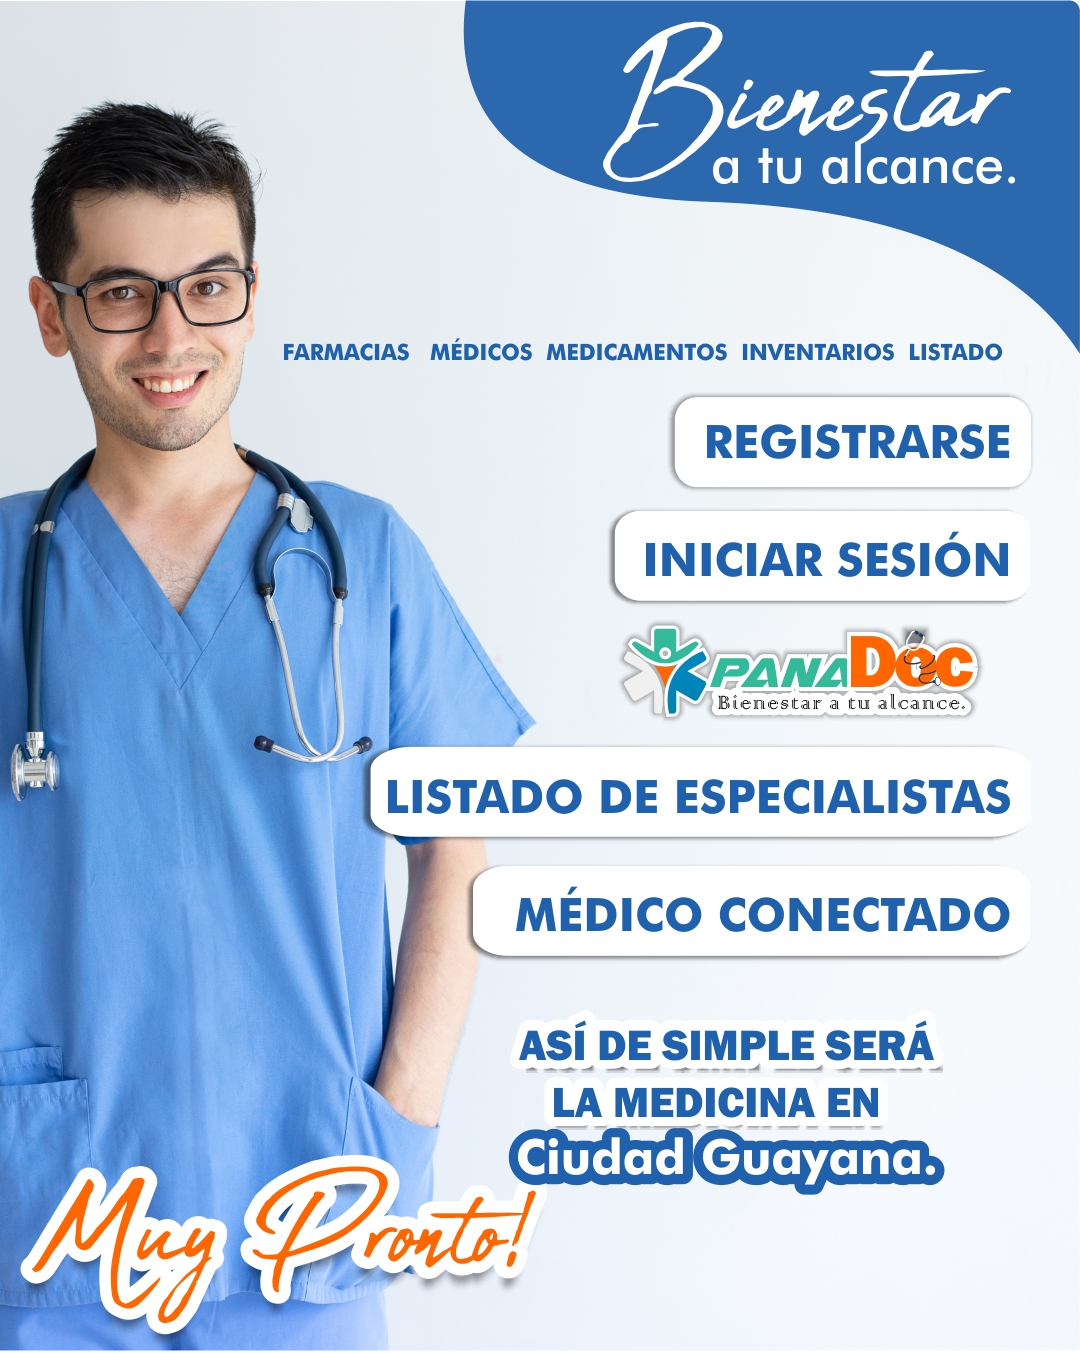 Bienestar
a tu alcance.
FARMACIAS MÉDICOS MEDICAMENTOS INVENTARIOS LISTADO
REGISTRARSE
INICIAR SESIÓN
PANADOC
Bienestar a tu alcance.
LISTADO DE ESPECIALISTAS
MÉDICO CONECTADO
ASÍ DE SIMPLE SERÁ
LA MEDICINA EN
Ciudad Guayana.
Muy Pronto!